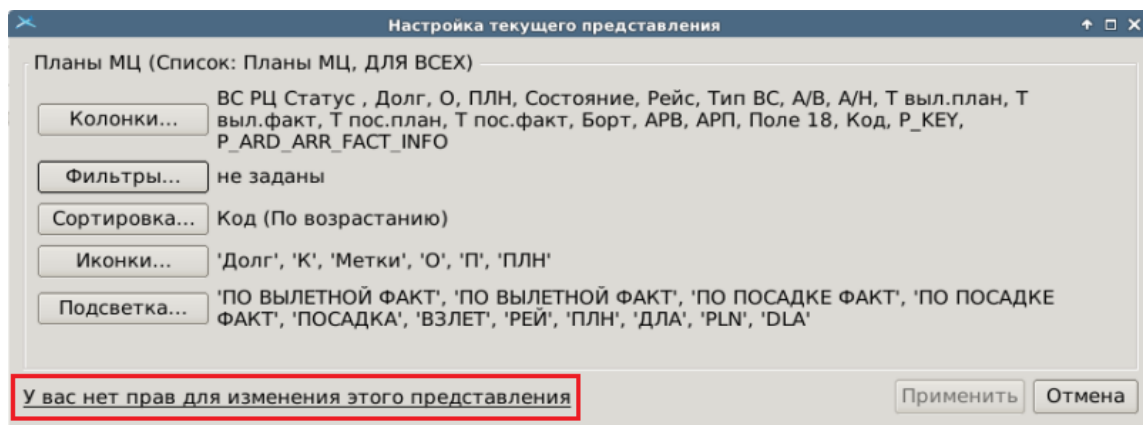 Настройка текущего представления
Планы МЦ (Список: Планы МЦ, ДЛЯ ВСЕХ)
Колонки...
ВС РЦ Статус , Долг, О, ПЛН, Состояние, Рейс, Тип ВС, А/В, А/Н, Т выл.план, Т
выл.факт, Т пос.план, Т пос.факт, Борт, АРВ, АРП, Поле 18, Код, P_KEY,
P_ARD_ARR_FACT_INFO
Фильтры...
не заданы
Сортировка...
Код (По возрастанию)
Иконки...
'Долг', 'К', 'Метки', 'О', 'П', 'ПЛН'
Подсветка...
'ПО ВЫЛЕТНОЙ ФАКТ', 'ПО ВЫЛЕТНОЙ ФАКТ', 'ПО ПОСАДКЕ ФАКТ', 'ПО ПОСАДКЕ
ФАКТ', 'ПОСАДКА', 'ВЗЛЕТ', 'РЕЙ', 'ПЛН', 'ДЛА', 'PLN', 'DLA'
У вас нет прав для изменения этого представления
Применить
Отмена